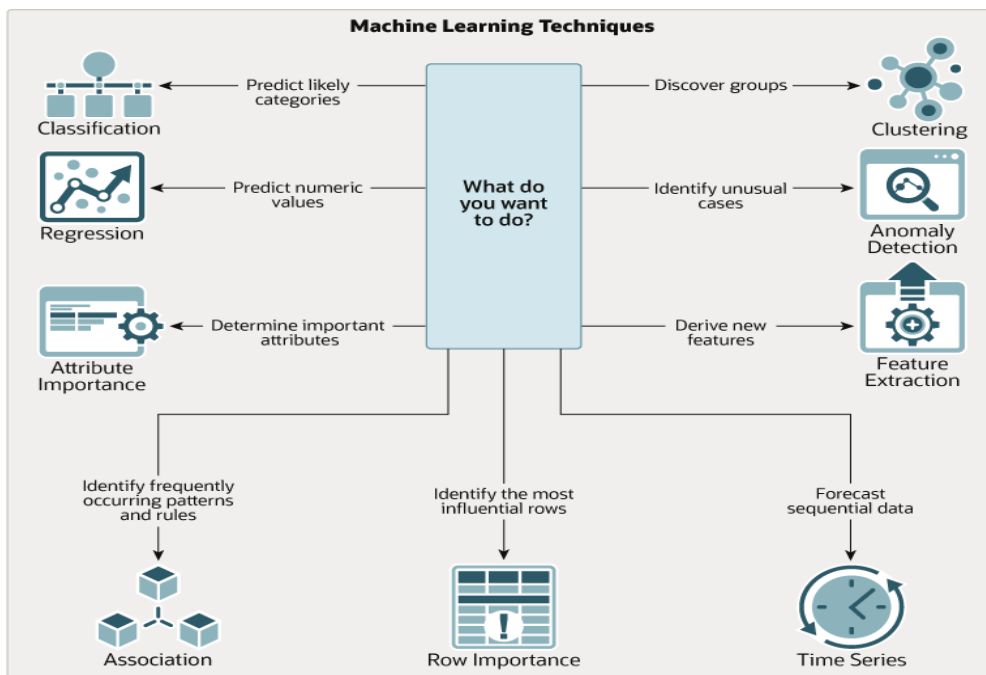 Machine Learning Techniques
Predict likely
categories
Classification
Discover groups
Clustering
What do
you want
to do?
Predict numeric
values
Regression
Identify unusual
cases
Anomaly
Detection
Determine important
attributes
Attribute
Importance
Derive new
features
Feature
Extraction
Identify frequently
occurring patterns
and rules
Association
Identify the most
influential rows
Row Importance
Forecast
sequential data
Time Series